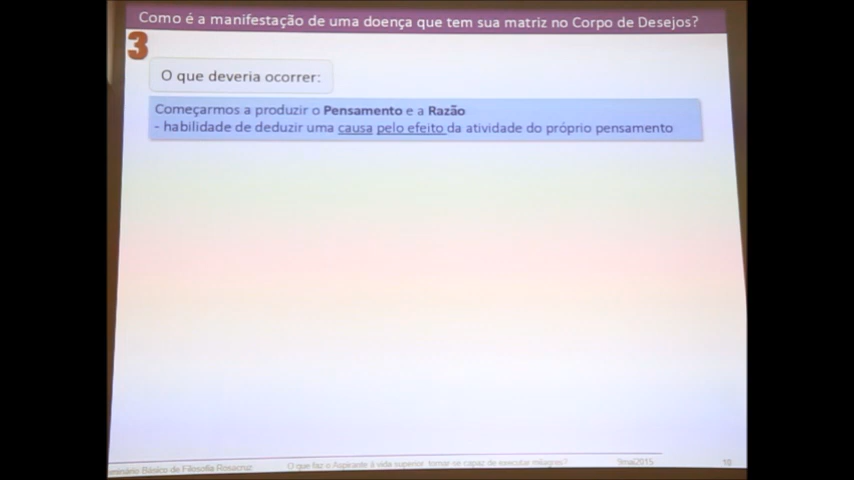 Como é a manifestação de uma doença que tem sua matriz no Corpo de Desejos?
3
O que deveria ocorrer:
Começarmos a produzir o Pensamento e a Razão
- habilidade de deduzir uma causa pelo efeito da atividade do próprio pensamento
Básico de Filosofia Rosacruz O que faz o Aspirante à vida superior, tornar-se capaz de executar milagres? 9mai2015 10